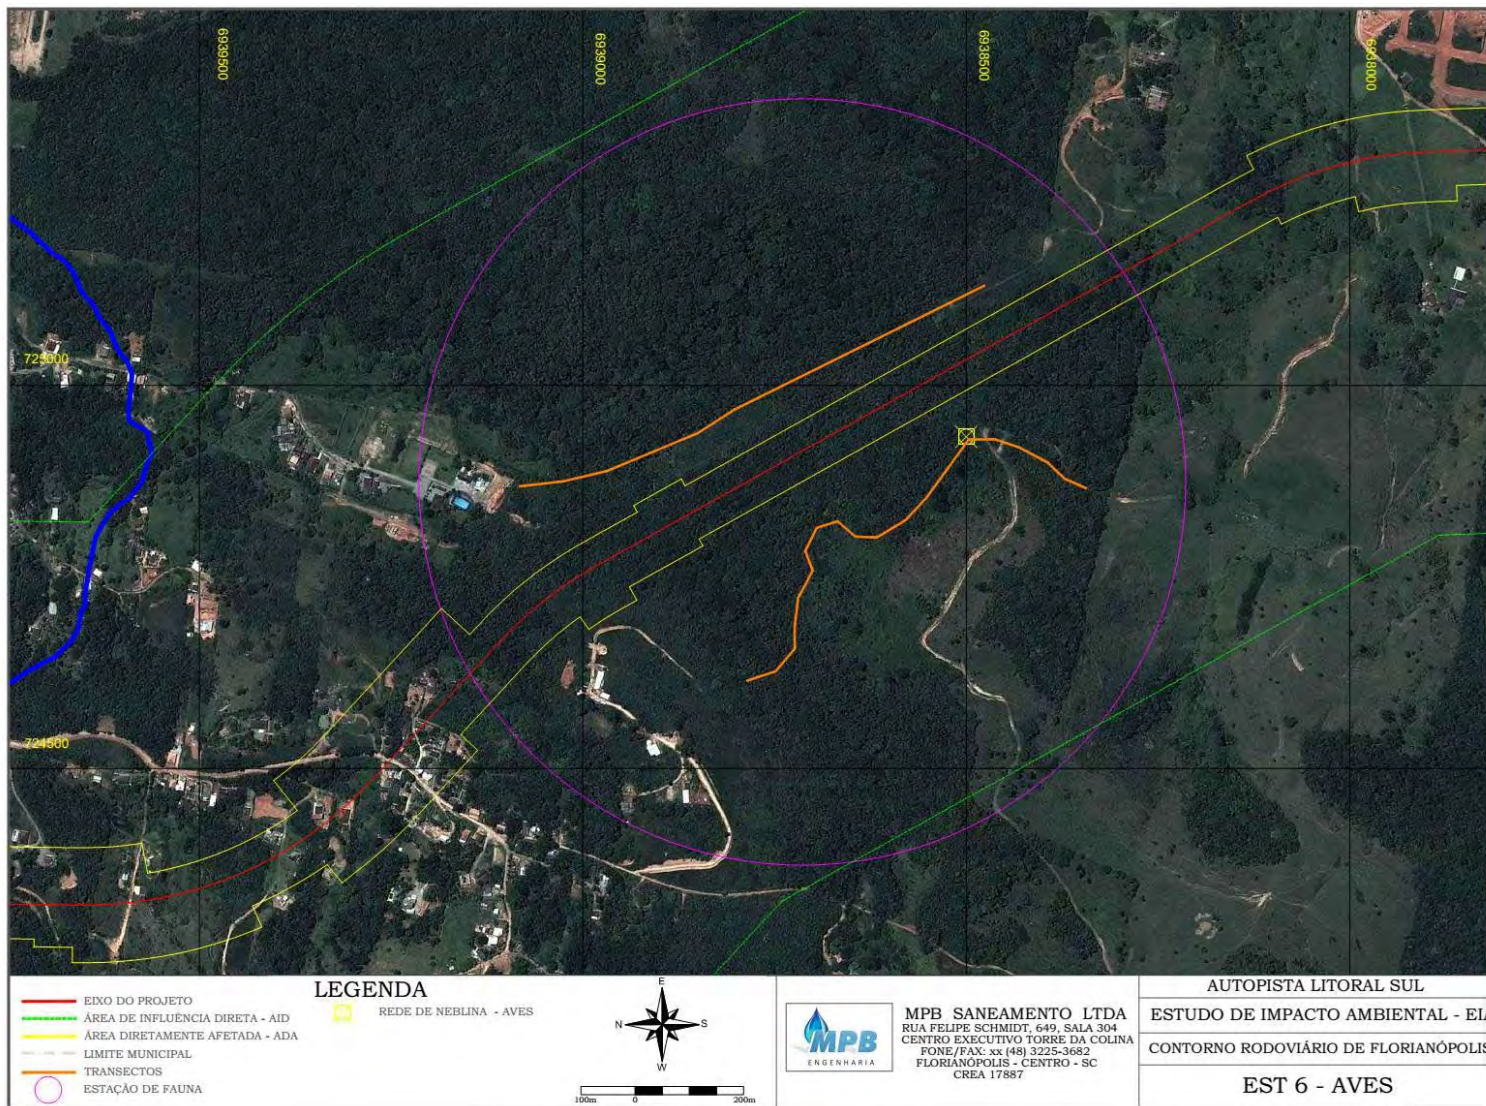 6939500
6939000
6938500
6938000
725000
724500
LEGENDA
EIXO DO PROJETO
ÁREA DE INFLUÊNCIA DIRETA - AID
ÁREA DIRETAMENTE AFETADA - ADA
LIMITE MUNICIPAL
TRANSECTOS
ESTAÇÃO DE FAUNA
REDE DE NEBLINA - AVES
E
N
S
W
100m
0
200m
MPB
ENGENHARIA
MPB SANEAMENTO LTDA
RUA FELIPE SCHMIDT, 649, SALA 304
CENTRO EXECUTIVO TORRE DA COLINA
FONE/FAX: xx (48) 3225-3682
FLORIANÓPOLIS - CENTRO - SC
CREA 17887
AUTOPISTA LITORAL SUL
ESTUDO DE IMPACTO AMBIENTAL - EIA
CONTORNO RODOVIÁRIO DE FLORIANÓPOLIS
EST 6 - AVES